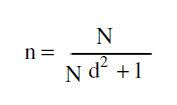 n = N
N d² + 1